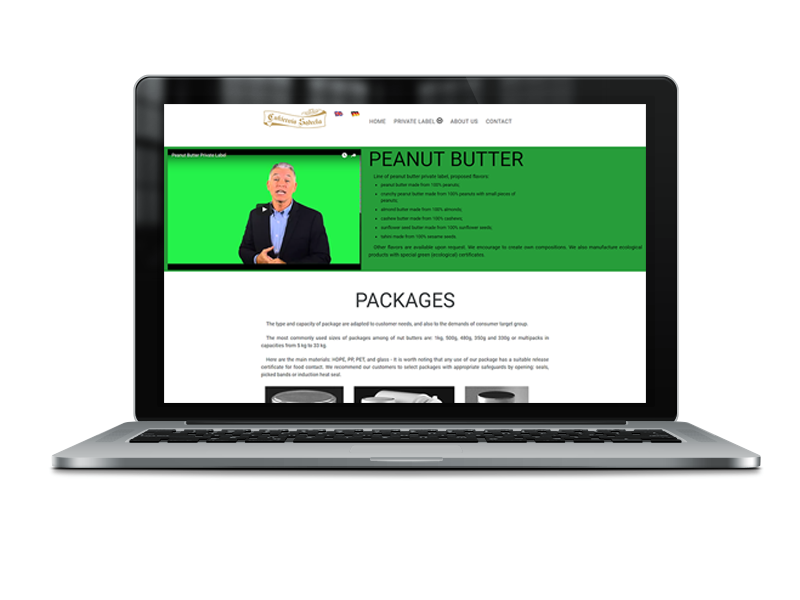 HOME PRIVATE LABEL ABOUT US CONTACT
Peanut Butter Private Label
PEANUT BUTTER
Line of peanut butter private label, proposed flavors:
peanut butter made from 100% peanuts;
crunchy peanut butter made from 100% peanuts with small pieces of
peanuts;
almond butter made from 100% almonds;
cashew butter made from 100% cashews;
sunflower seed butter made from 100% sunflower seeds;
tahini made from 100% sesame seeds
Other flavors are available upon request. We encourage to create own compositions. We also manufacture ecological
products with special green (ecological) certificates.
PACKAGES
The type and capacity of package are adapted to customer needs, and also to the demands of consumer target group.
The most commonly used sizes of packages among of nut butters are: 1kg, 500g, 480g, 350g and 330g or multipacks in
capacities from 5 kg to 33 kg.
Here are the main materials: HDPE, PP, PET, and glass - it is worth noting that any use of our package has a suitable release
certificate for food contact. We recommend our customers to select packages with appropriate safeguards by opening: seals,
picked bands or inductive heat seal.